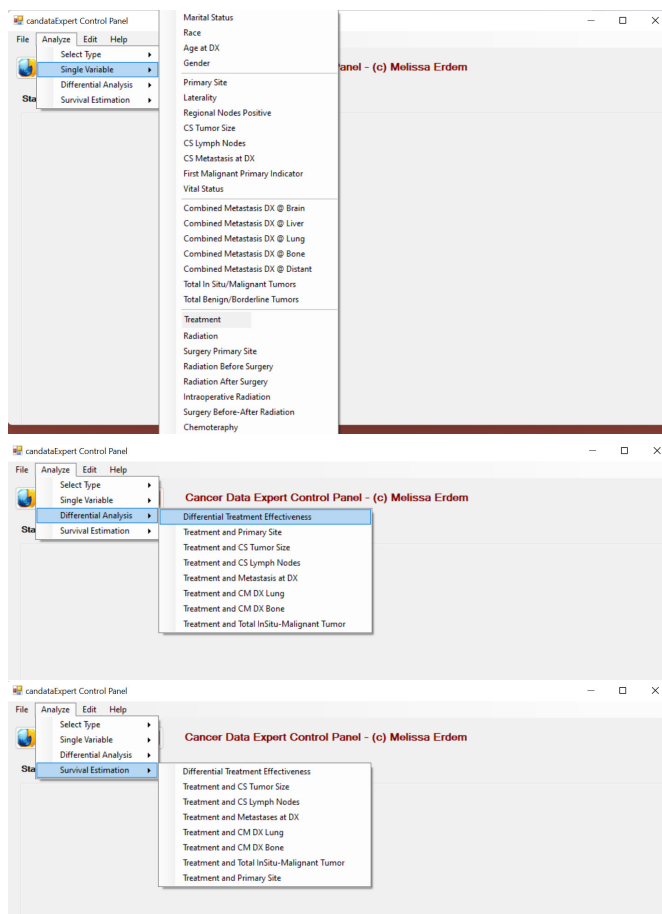 candataExpert Control Panel
File Analyze Edit Help
Select Type
Single Variable
Differential Analysis
Survival Estimation
Sta
anel - (c) Melissa Erdem
Marital Status
Race
Age at DX
Gender
Primary Site
Laterality
Regional Nodes Positive
CS Tumor Size
CS Lymph Nodes
CS Metastasis at DX
First Malignant Primary Indicator
Vital Status
Combined Metastasis DX @ Brain
Combined Metastasis DX @ Liver
Combined Metastasis DX @ Lung
Combined Metastasis DX @ Bone
Combined Metastasis DX @ Distant
Total In Situ/Malignant Tumors
Total Benign/Borderline Tumors
Treatment
Radiation
Surgery Primary Site
Radiation Before Surgery
Radiation After Surgery
Intraoperative Radiation
Surgery Before-After Radiation
Chemoteraphy
candataExpert Control Panel
File Analyze Edit Help
Select Type
Single Variable
Differential Analysis
Survival Estimation
Sta
Cancer Data Expert Control Panel - (c) Melissa Erdem
Differential Treatment Effectiveness
Treatment and Primary Site
Treatment and CS Tumor Size
Treatment and CS Lymph Nodes
Treatment and Metastasis at DX
Treatment and CM DX Lung
Treatment and CM DX Bone
Treatment and Total InSitu-Malignant Tumor
candataExpert Control Panel
File Analyze Edit Help
Select Type
Single Variable
Differential Analysis
Survival Estimation
Sta
Cancer Data Expert Control Panel - (c) Melissa Erdem
Differential Treatment Effectiveness
Treatment and CS Tumor Size
Treatment and CS Lymph Nodes
Treatment and Metastases at DX
Treatment and CM DX Lung
Treatment and CM DX Bone
Treatment and Total InSitu-Malignant Tumor
Treatment and Primary Site